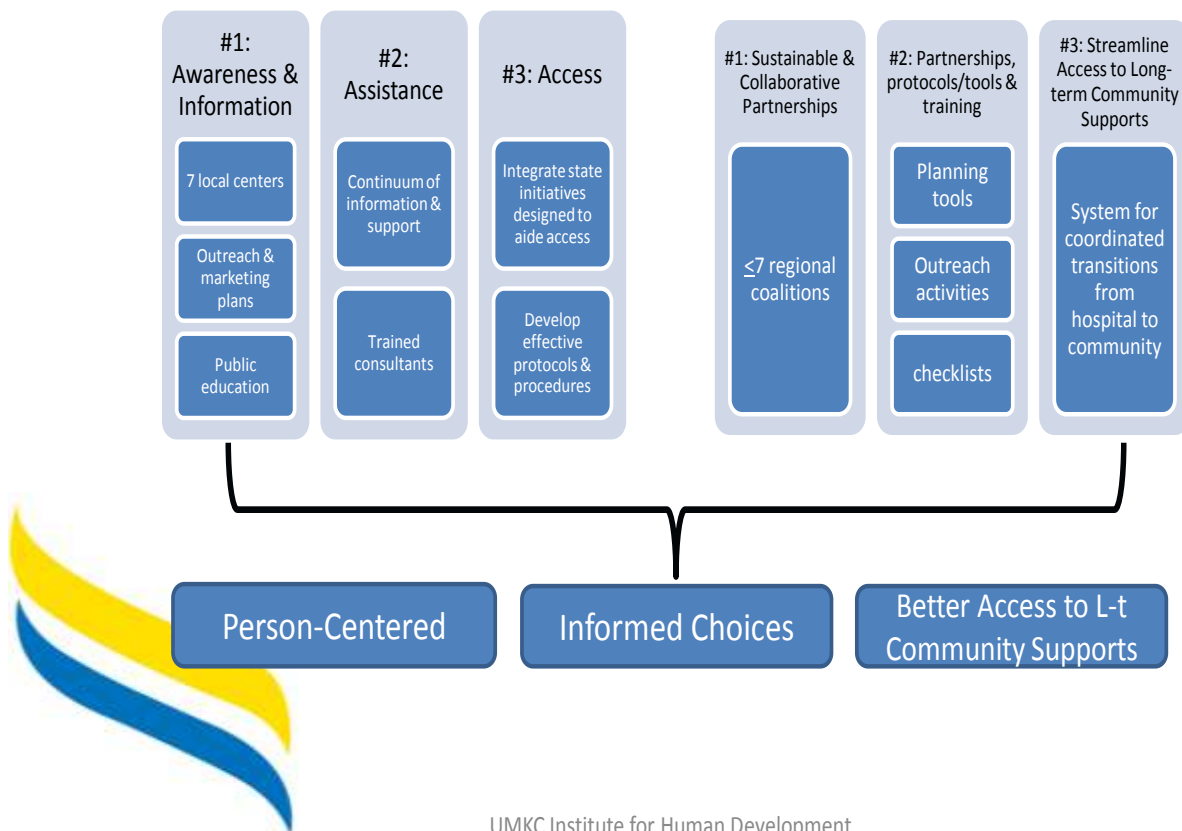 #1:
Awareness &
Information
7 local centers
Outreach &
marketing
plans
Public
education
#2:
Assistance
Continuum of
information &
support
Trained
consultants
#3: Access
Integrate state
initiatives
designed to
aide access
Develop
effective
protocols &
procedures
#1: Sustainable &
Collaborative
Partnerships
<7 regional
coalitions
#2: Partnerships,
protocols/tools &
training
Planning
tools
Outreach
activities
checklists
#3: Streamline
Access to Long-
term Community
Supports
System for
coordinated
transitions
from
hospital to
community
Person-Centered
Informed Choices
Better Access to L-t
Community Supports
UMKC Institute for Human Development